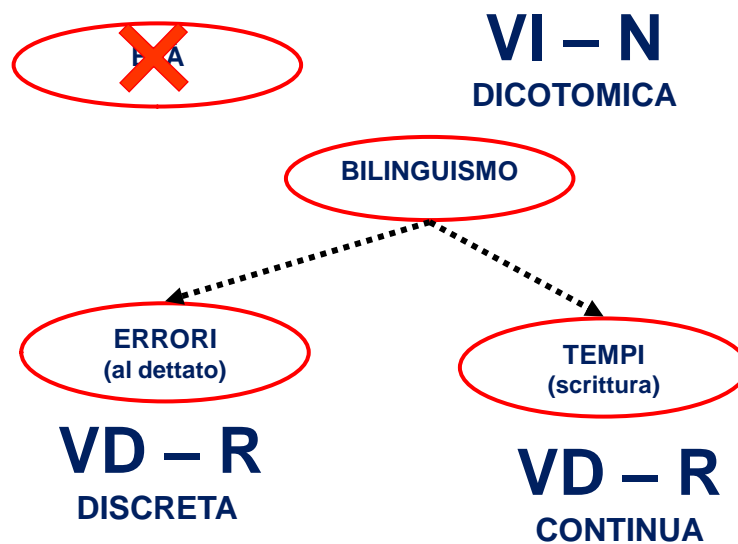 VI – N
DICOTOMICA
BILINGUISMO
ERRORI
(al dettato)
TEMPI
(scrittura)
VD – R
DISCRETA
VD – R
CONTINUA